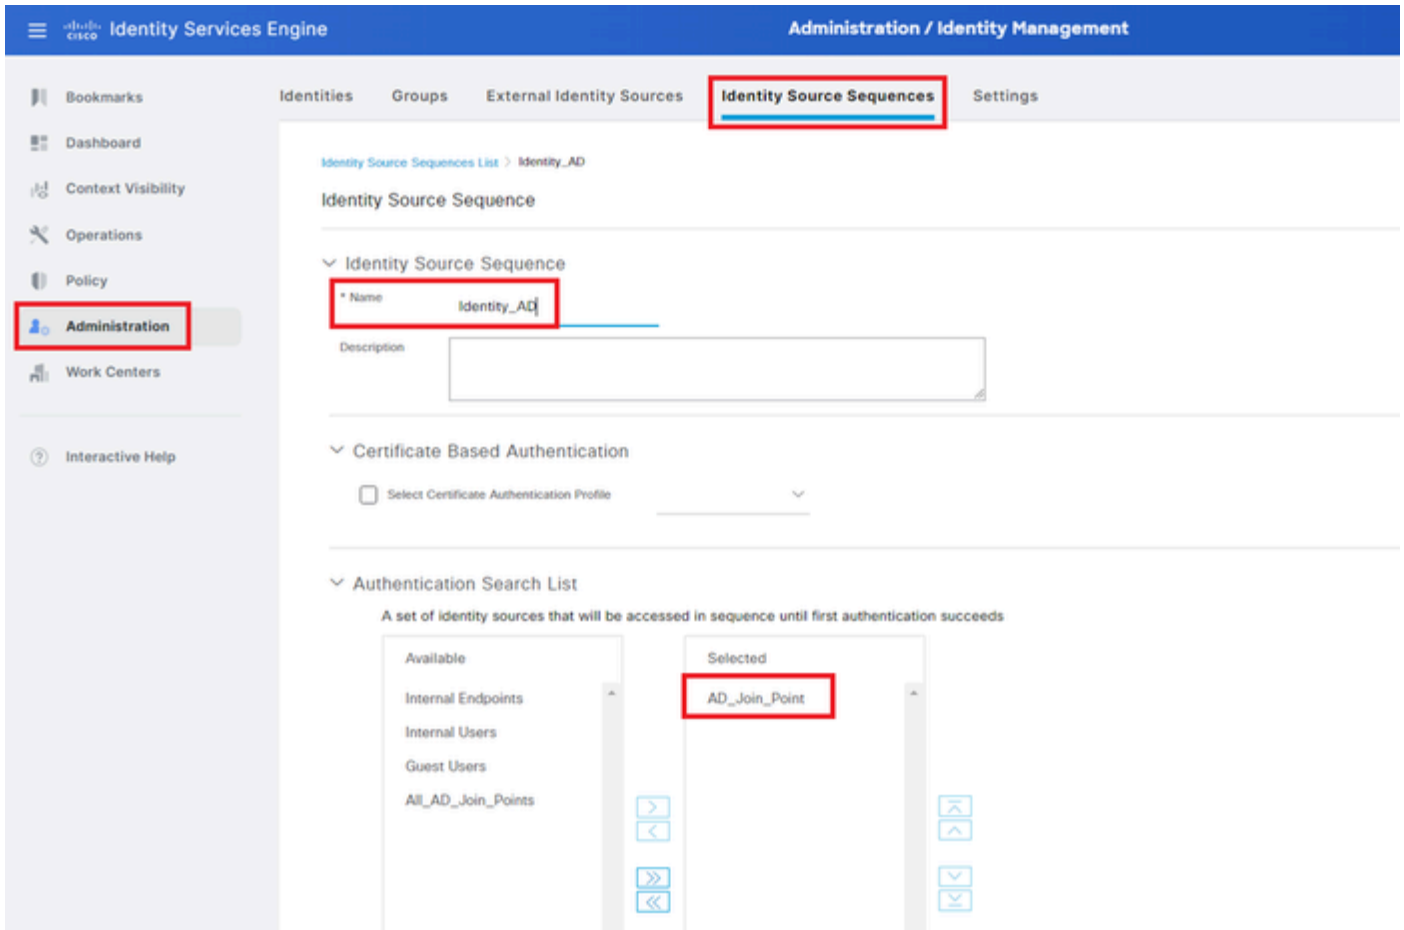 cisco Identity Services Engine
Administration / Identity Management
Bookmarks
Dashboard
Context Visibility
Operations
Policy
Administration
Work Centers
Interactive Help
Identities Groups External Identity Sources Identity Source Sequences Settings
Identity Source Sequences List > Identity_AD
Identity Source Sequence
Identity Source Sequence
* Name Identity_AD
Description
Certificate Based Authentication
Select Certificate Authentication Profile
Authentication Search List
A set of identity sources that will be accessed in sequence until first authentication succeeds
Available
Internal Endpoints
Internal Users
Guest Users
All_AD_Join_Points
Selected
AD_Join_Point